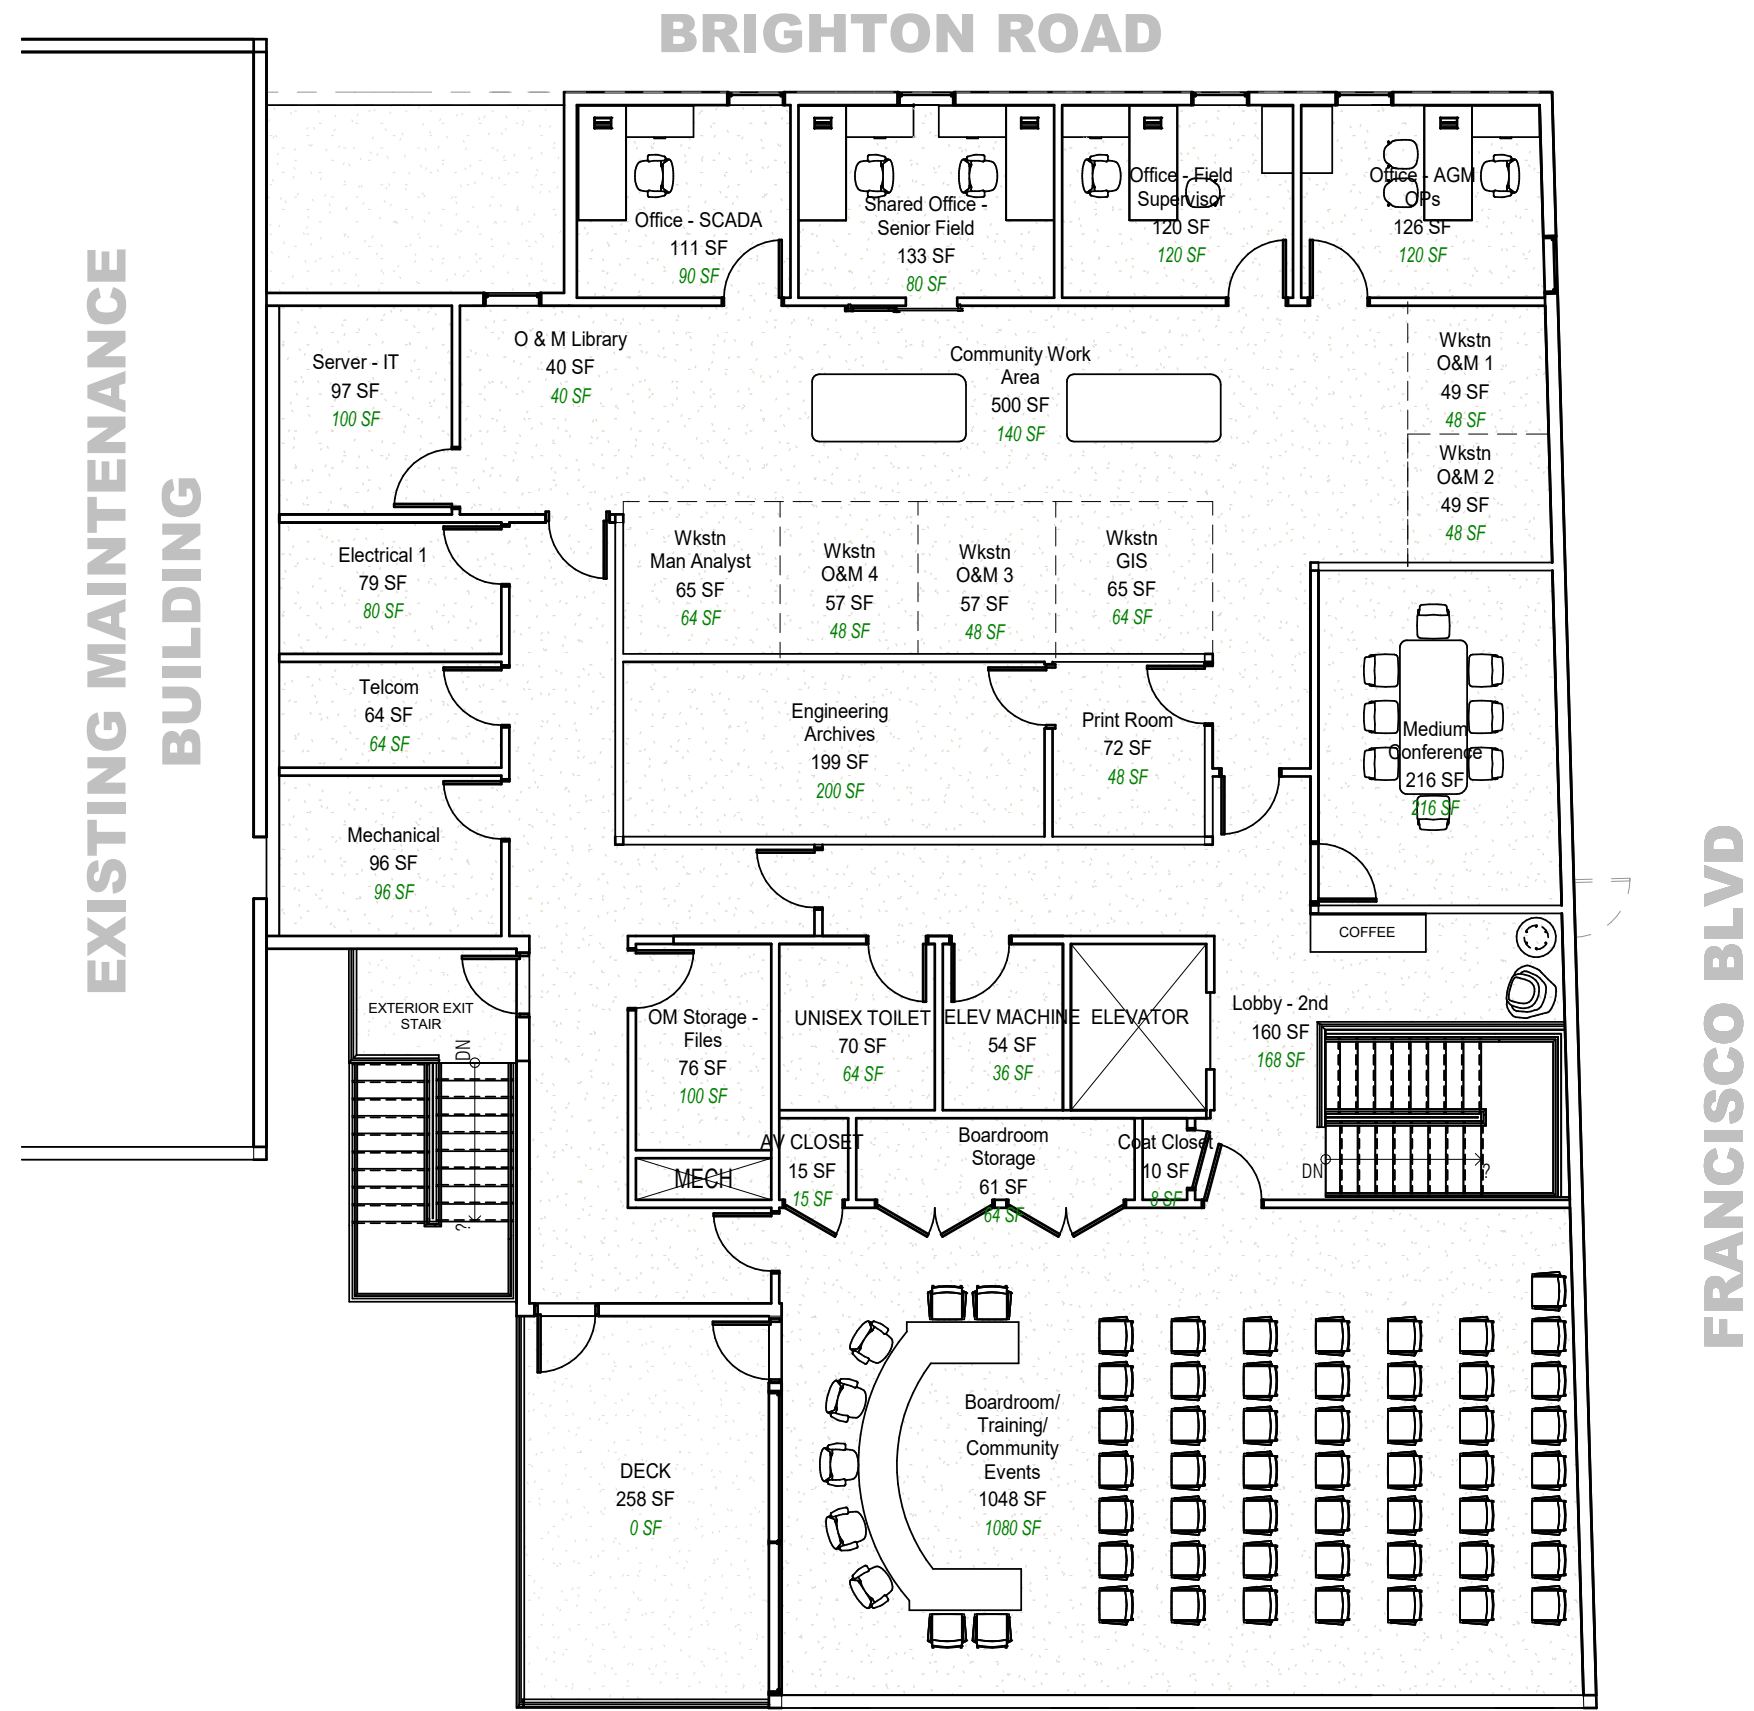 BRIGHTON ROAD
EXISTING MAINTENANCE
BUILDING
FRANCISCO BLVD
Office - SCADA
111 SF
90 SF
Shared Office -
Senior Field
133 SF
80 SF
Office - Field
Supervisor
120 SF
120 SF
Office - AGM
OPs
126 SF
120 SF
Server - IT
97 SF
100 SF
O & M Library
40 SF
40 SF
Community Work
Area
500 SF
140 SF
Wkstn
O&M 1
49 SF
48 SF
Wkstn
O&M 2
49 SF
48 SF
Electrical 1
79 SF
80 SF
Wkstn
Man Analyst
65 SF
64 SF
Wkstn
O&M 4
57 SF
48 SF
Wkstn
O&M 3
57 SF
48 SF
Wkstn
GIS
65 SF
64 SF
Telcom
64 SF
64 SF
Engineering
Archives
199 SF
200 SF
Print Room
72 SF
48 SF
Medium
Conference
216 SF
216 SF
Mechanical
96 SF
96 SF
COFFEE
EXTERIOR EXIT
STAIR
DN
?
OM Storage -
Files
76 SF
100 SF
UNISEX TOILET
70 SF
64 SF
ELEV MACHINE
54 SF
36 SF
ELEVATOR
Lobby - 2nd
160 SF
168 SF
DN
?
MECH
AV CLOSET
15 SF
15 SF
Boardroom
Storage
61 SF
64 SF
Coat Closet
10 SF
8 SF
DECK
258 SF
0 SF
Boardroom/
Training/
Community
Events
1048 SF
1080 SF